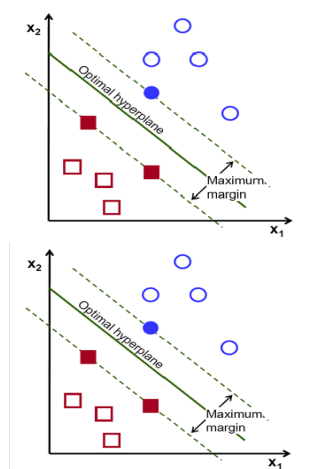 x2
Optimal hyperplane
Maximum
margin
x1
x2
Optimal hyperplane
Maximum
margin
x1